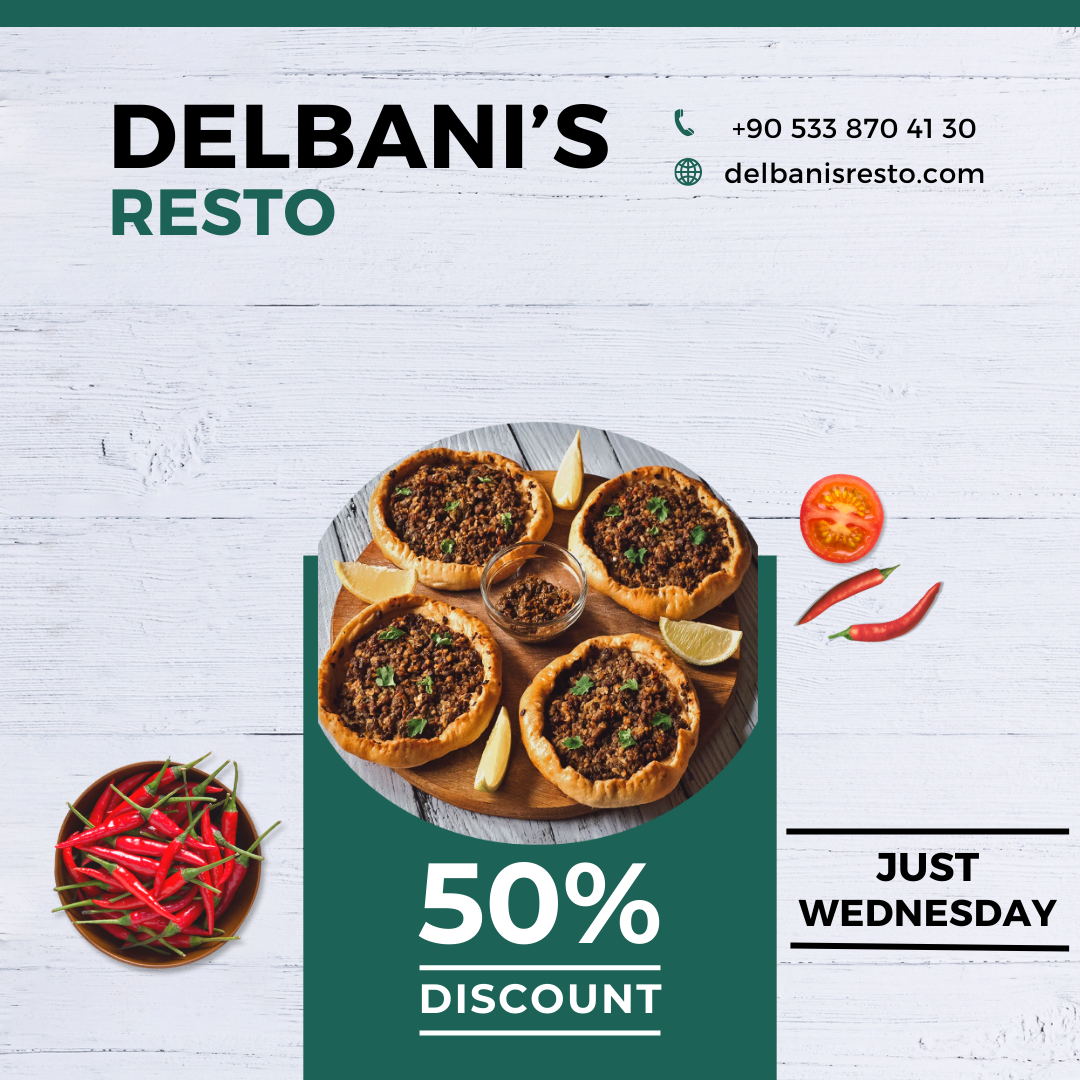 DELBANI’S
RESTO
+90 533 870 41 30
delbanisresto.com
50%
DISCOUNT
JUST
WEDNESDAY